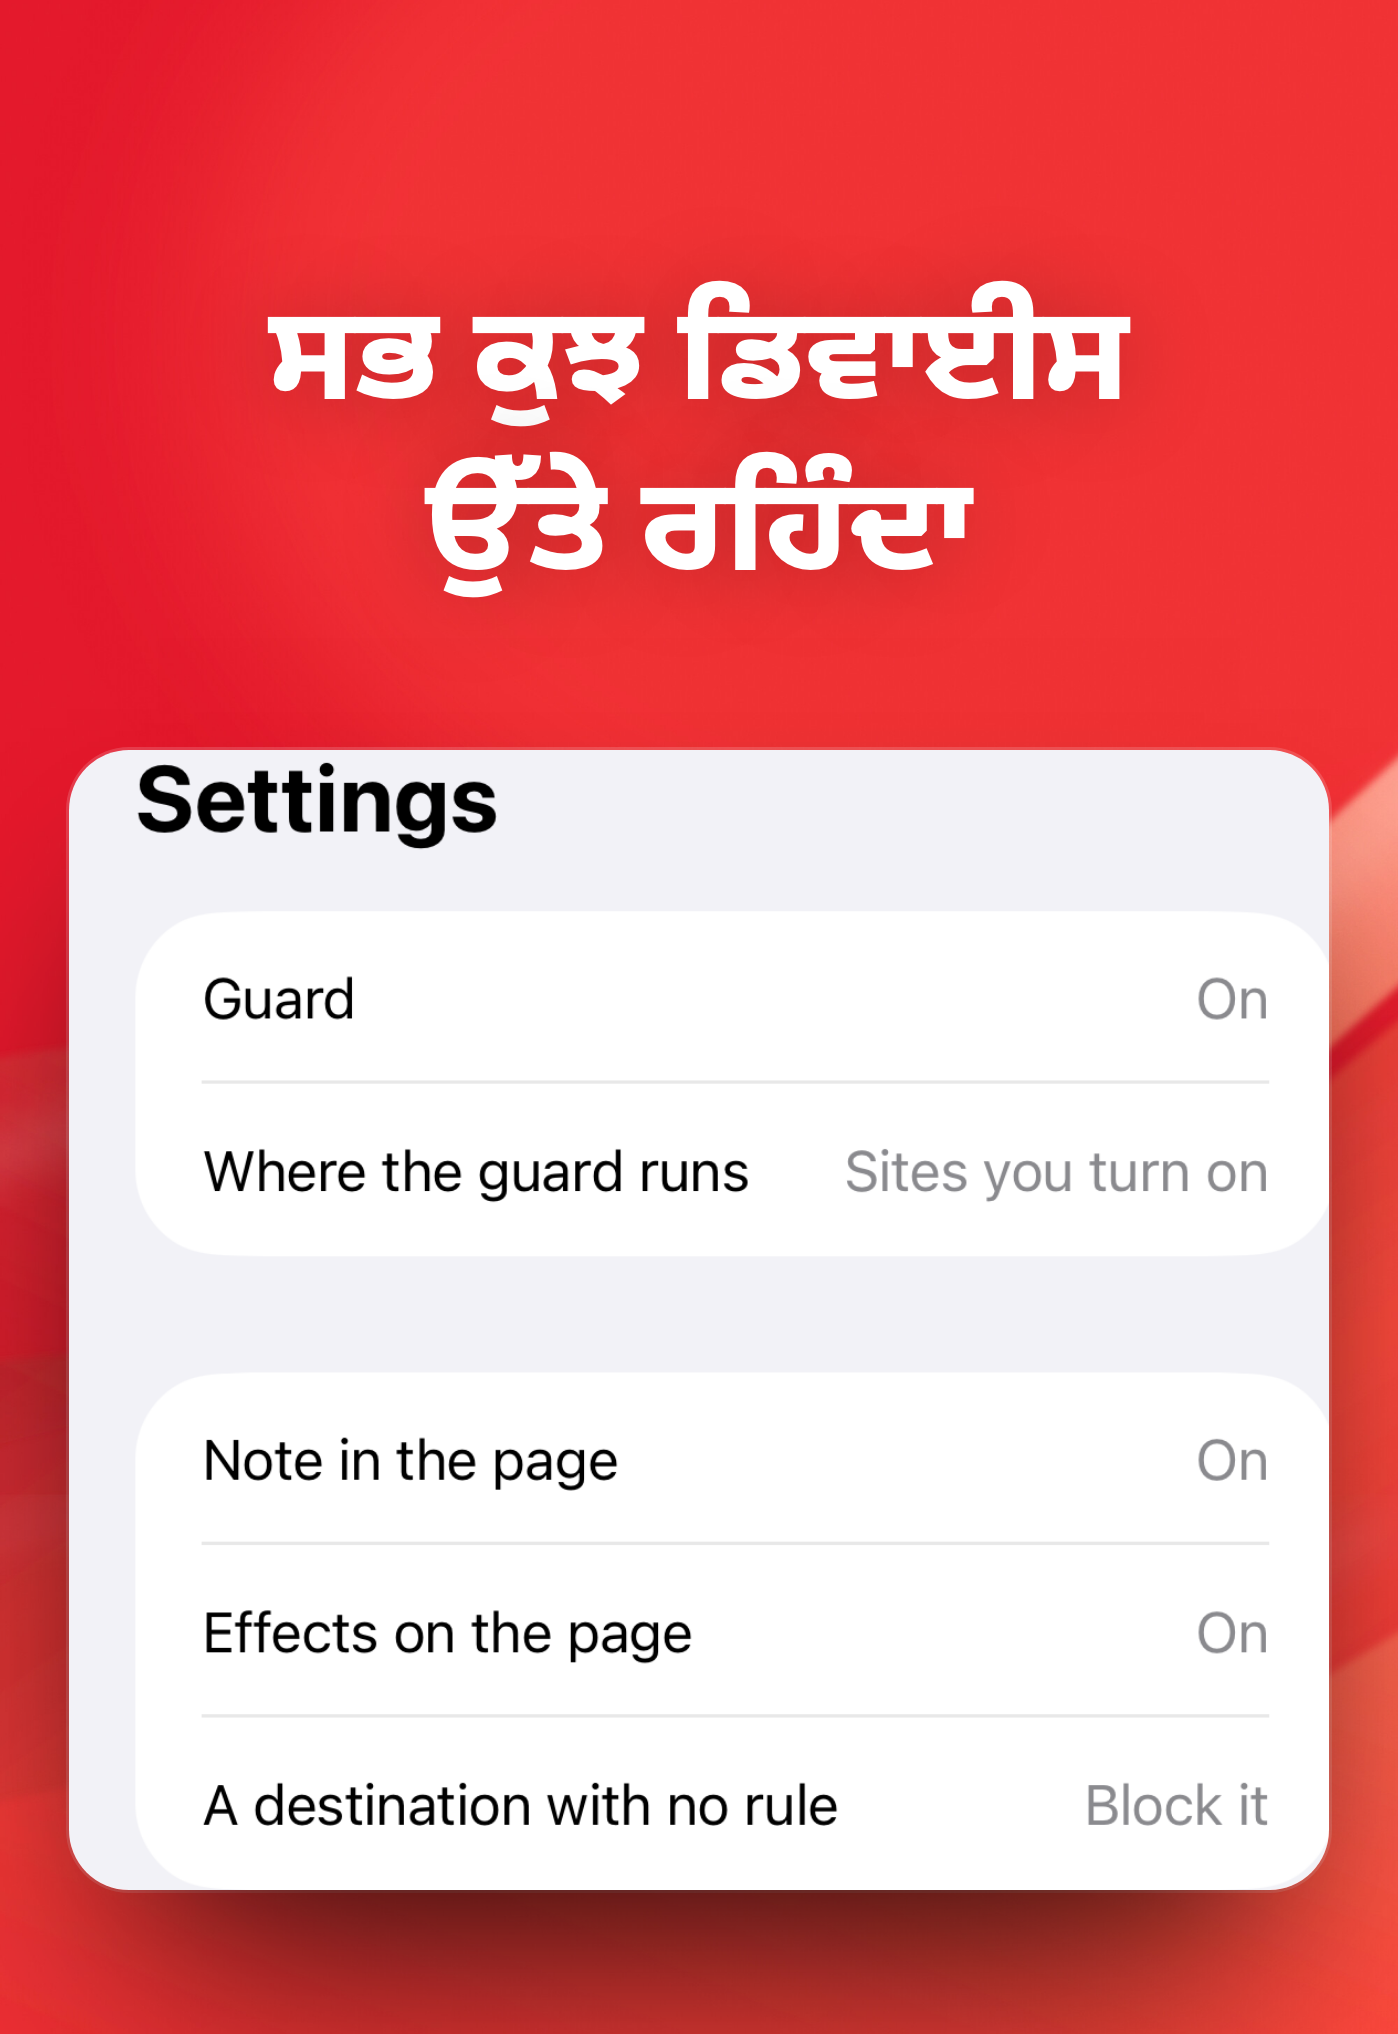 ਸਭ ਕੁਝ ਡਿਵਾਈਸ
ਉੱਤੇ ਰਹਿੰਦਾ
Settings
Guard On
Where the guard runs Sites you turn on
Note in the page On
Effects on the page On
A destination with no rule Block it